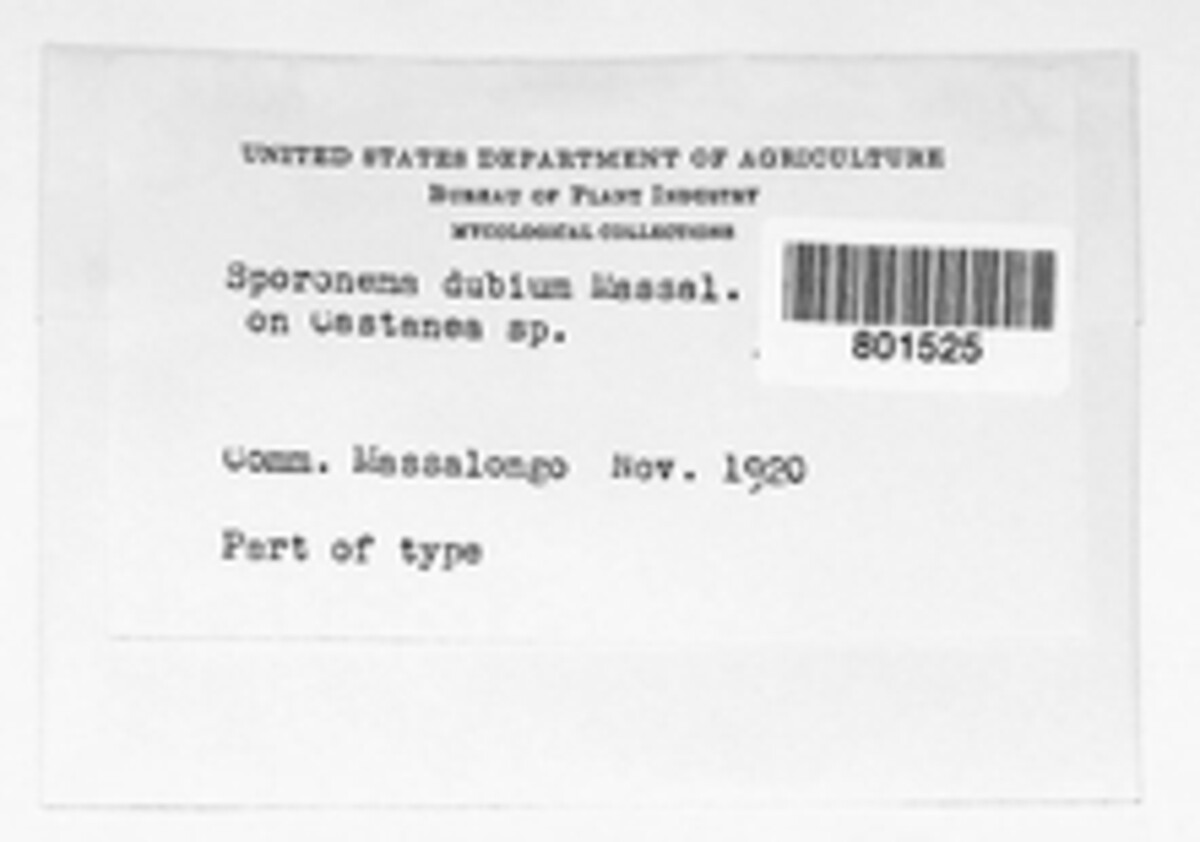 UNITED STATES DEPARTMENT OF AGRICULTURE
BUREAU OF PLANT INDUSTRY
MYCOLOGICAL COLLECTIONS
Sporonema dubium Massal.
on Castanea sp.
801525
Comm. Massalongo Nov. 1920
Part of type